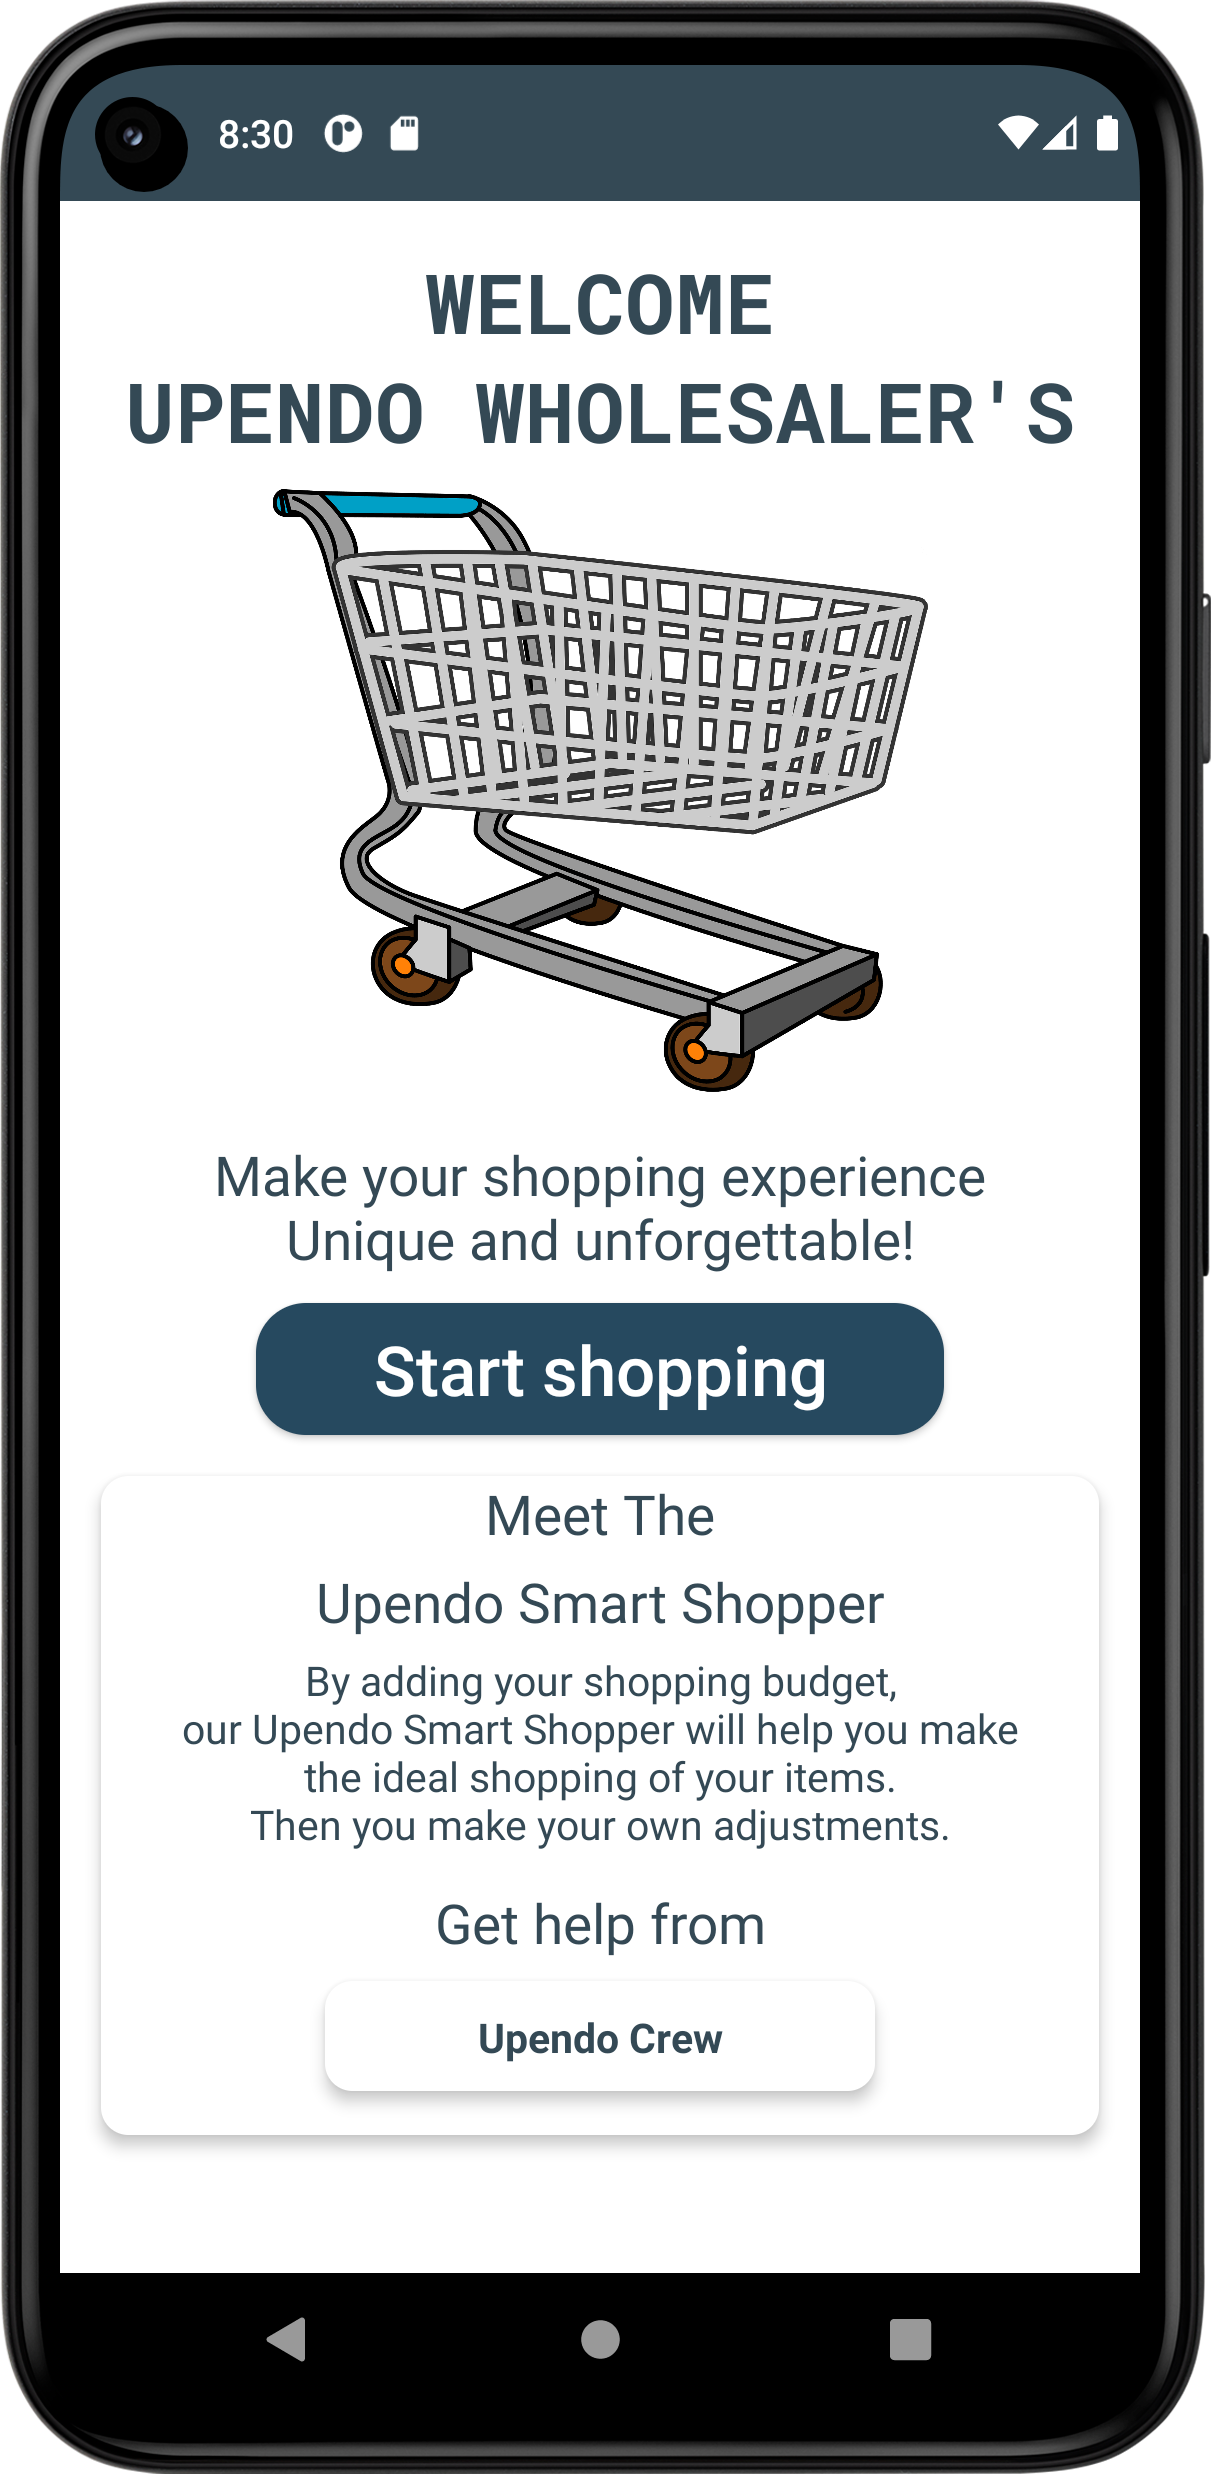 8:30
WELCOME
UPENDO WHOLESALER'S
Make your shopping experience
Unique and unforgettable!
Start shopping
Meet The
Upendo Smart Shopper
By adding your shopping budget,
our Upendo Smart Shopper will help you make
the ideal shopping of your items.
Then you make your own adjustments.
Get help from
Upendo Crew